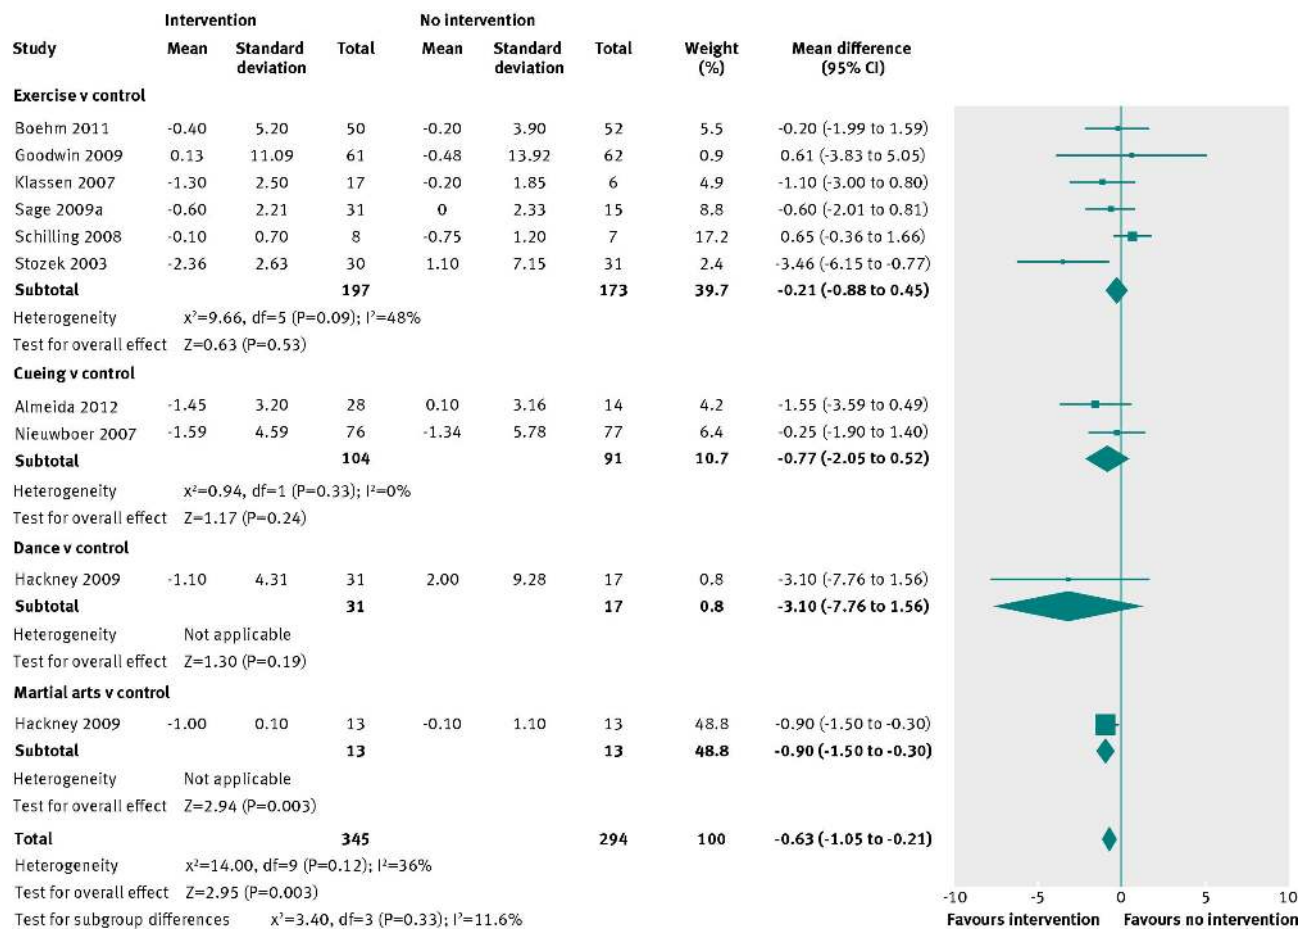 Intervention No intervention
Study Mean Standard deviation Total Mean Standard deviation Total Weight (%) Mean difference (95% CI)
Exercise v control
Boehm 2011 -0.40 5.20 50 -0.20 3.90 52 5.5 -0.20 (-1.99 to 1.59)
Goodwin 2009 0.13 11.09 61 -0.48 13.92 62 0.9 0.61 (-3.83 to 5.05)
Klassen 2007 -1.30 2.50 17 -0.20 1.85 6 4.9 -1.10 (-3.00 to 0.80)
Sage 2009a -0.60 2.21 31 0 2.33 15 8.8 -0.60 (-2.01 to 0.81)
Schilling 2008 -0.10 0.70 8 -0.75 1.20 7 17.2 0.65 (-0.36 to 1.66)
Stozek 2003 -2.36 2.63 30 1.10 7.15 31 2.4 -3.46 (-6.15 to -0.77)
Subtotal 197 173 39.7 -0.21 (-0.88 to 0.45)
Heterogeneity x²=9.66, df=5 (P=0.09); I²=48%
Test for overall effect Z=0.63 (P=0.53)
Cueing v control
Almeida 2012 -1.45 3.20 28 0.10 3.16 14 4.2 -1.55 (-3.59 to 0.49)
Nieuwboer 2007 -1.59 4.59 76 -1.34 5.78 77 6.4 -0.25 (-1.90 to 1.40)
Subtotal 104 91 10.7 -0.77 (-2.05 to 0.52)
Heterogeneity x²=0.94, df=1 (P=0.33); I²=0%
Test for overall effect Z=1.17 (P=0.24)
Dance v control
Hackney 2009 -1.10 4.31 31 2.00 9.28 17 0.8 -3.10 (-7.76 to 1.56)
Subtotal 31 17 0.8 -3.10 (-7.76 to 1.56)
Heterogeneity Not applicable
Test for overall effect Z=1.30 (P=0.19)
Martial arts v control
Hackney 2009 -1.00 0.10 13 -0.10 1.10 13 48.8 -0.90 (-1.50 to -0.30)
Subtotal 13 13 48.8 -0.90 (-1.50 to -0.30)
Heterogeneity Not applicable
Test for overall effect Z=2.94 (P=0.003)
Total 345 294 100 -0.63 (-1.05 to -0.21)
Heterogeneity x²=14.00, df=9 (P=0.12); I²=36%
Test for overall effect Z=2.95 (P=0.003)
Test for subgroup differences x²=3.40, df=3 (P=0.33); I²=11.6%
-10 -5 0 5 10
Favours intervention Favours no intervention